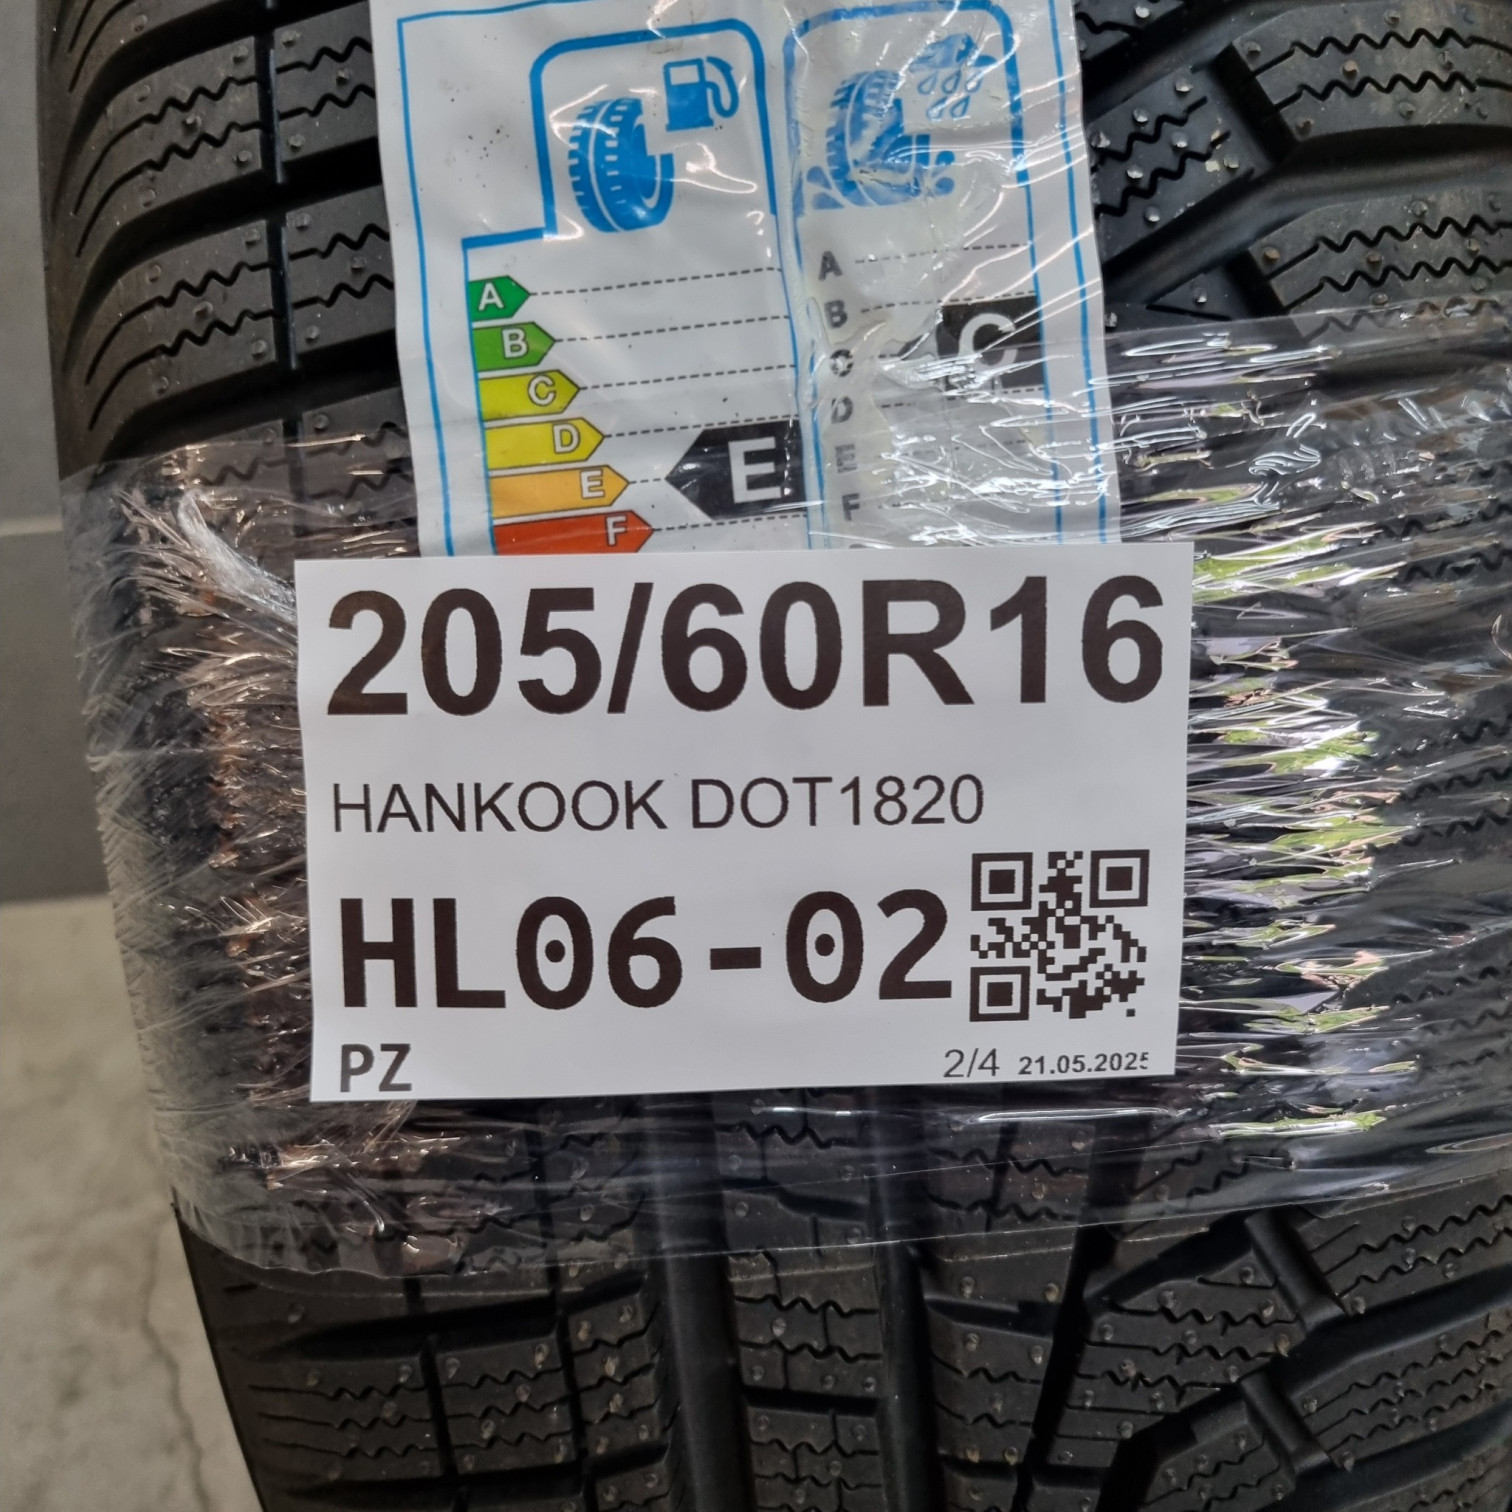 A
B
C
D
E
F
E
A
B
C
D
E
F
C
205/60R16
HANKOOK DOT1820
HL06-02
PZ
2/4 21.05.2025